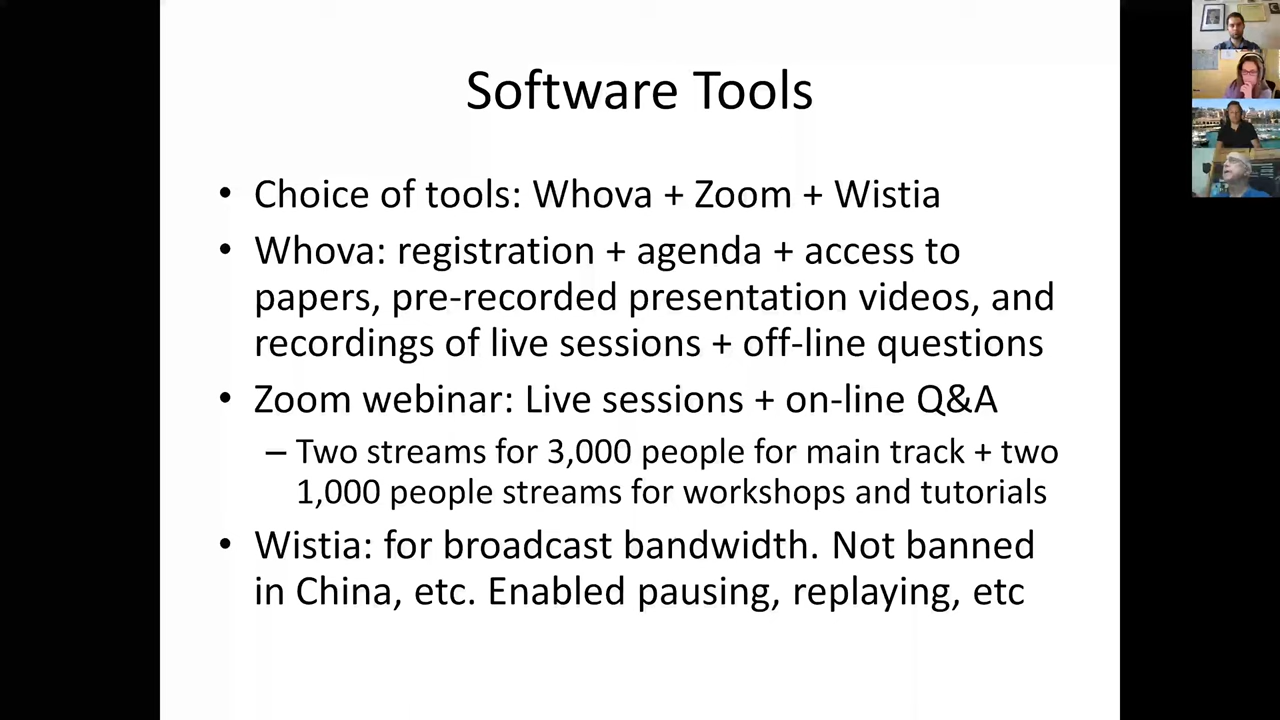 Software Tools
• Choice of tools: Whova + Zoom + Wistia
• Whova: registration + agenda + access to
papers, pre-recorded presentation videos, and
recordings of live sessions + off-line questions
• Zoom webinar: Live sessions + on-line Q&A
– Two streams for 3,000 people for main track + two
1,000 people streams for workshops and tutorials
• Wistia: for broadcast bandwidth. Not banned
in China, etc. Enabled pausing, replaying, etc